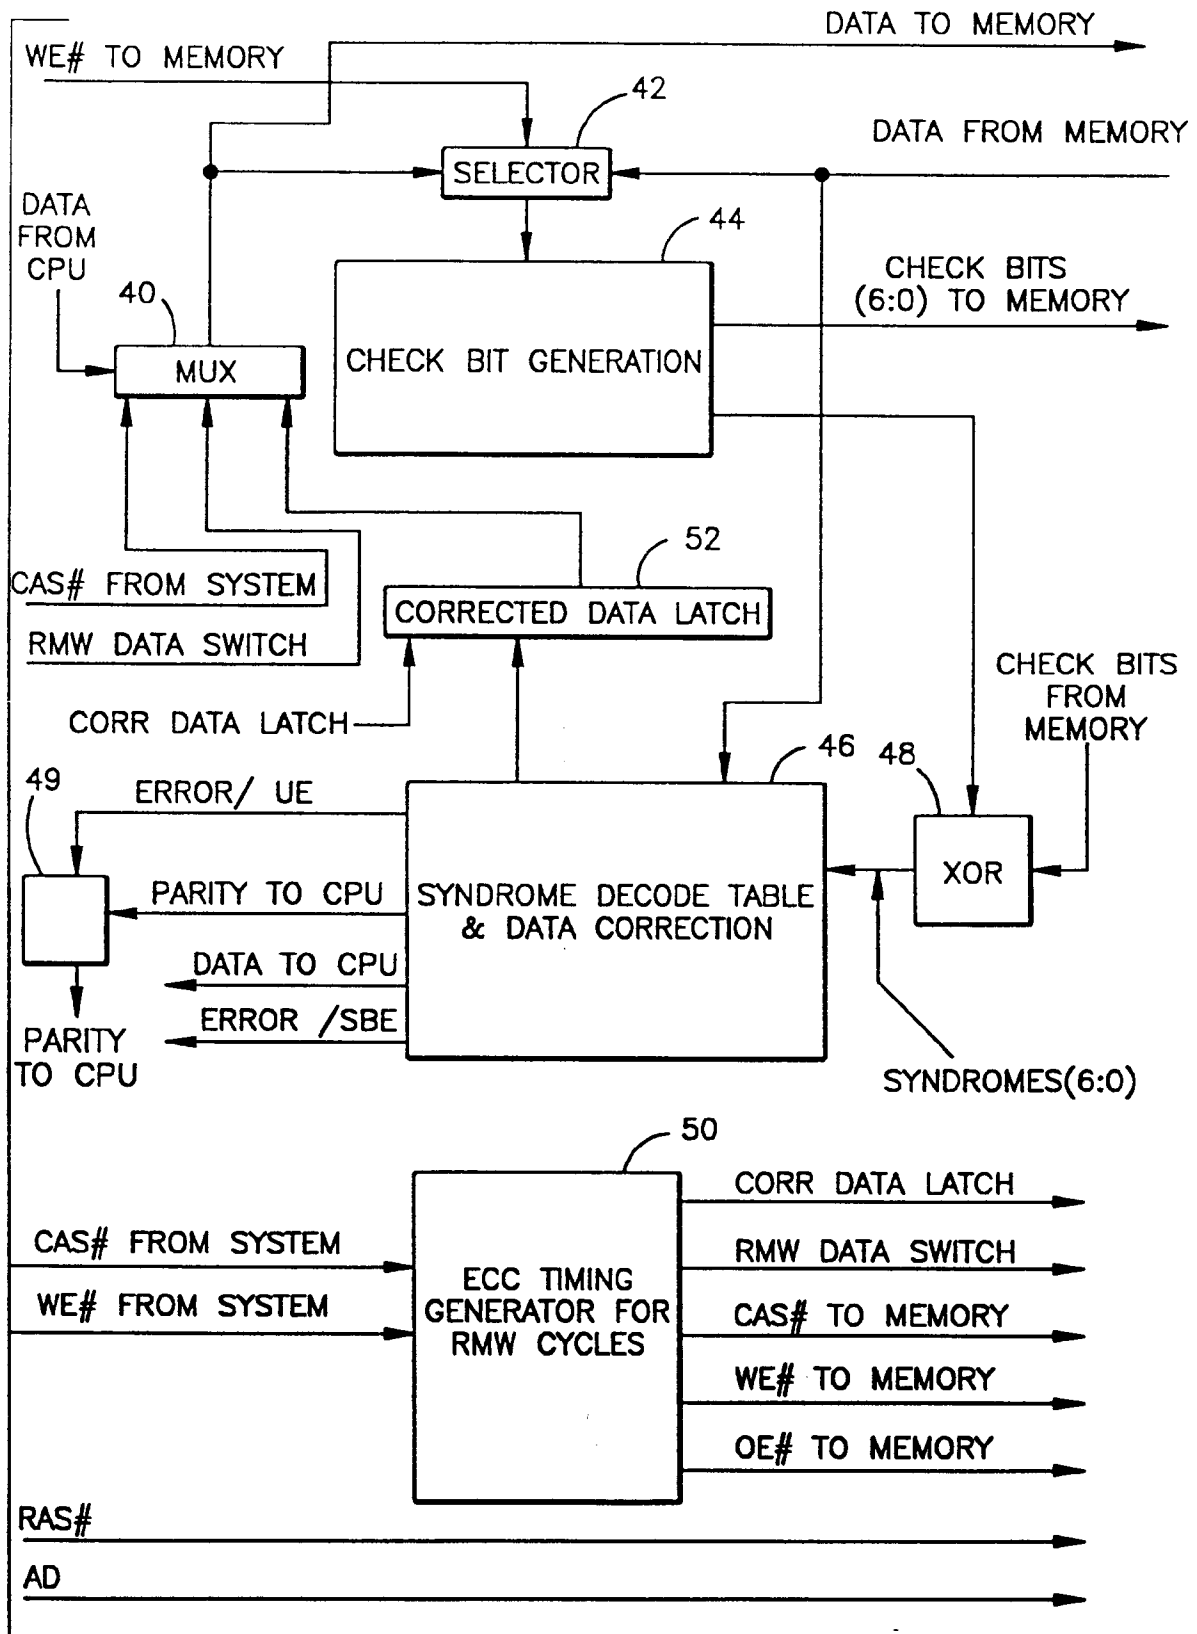 DATA TO MEMORY
WE# TO MEMORY
42
DATA FROM MEMORY
SELECTOR
DATA
FROM
CPU
44
CHECK BITS
(6:0) TO MEMORY
40
MUX
CHECK BIT GENERATION
52
CAS# FROM SYSTEM
CORRECTED DATA LATCH
RMW DATA SWITCH
CHECK BITS
FROM
MEMORY
CORR DATA LATCH
46
48
49
ERROR/ UE
XOR
PARITY TO CPU
SYNDROME DECODE TABLE
& DATA CORRECTION
DATA TO CPU
ERROR /SBE
PARITY
TO CPU
SYNDROMES(6:0)
50
CORR DATA LATCH
CAS# FROM SYSTEM
RMW DATA SWITCH
ECC TIMING
GENERATOR FOR
RMW CYCLES
WE# FROM SYSTEM
CAS# TO MEMORY
WE# TO MEMORY
OE# TO MEMORY
RAS#
AD